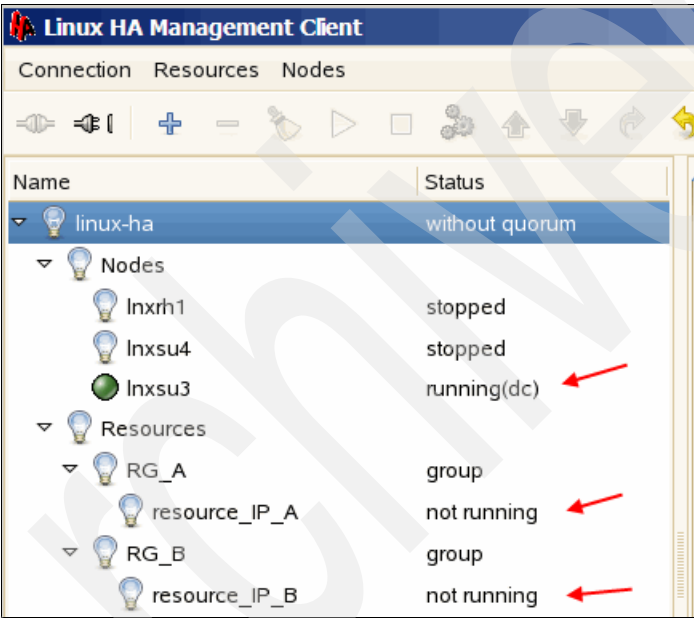 Linux HA Management Client
Connection Resources Nodes
Name Status
linux-ha without quorum
Nodes
lnxrh1 stopped
lnxsu4 stopped
lnxsu3 running(dc)
Resources
RG_A group
resource_IP_A not running
RG_B group
resource_IP_B not running